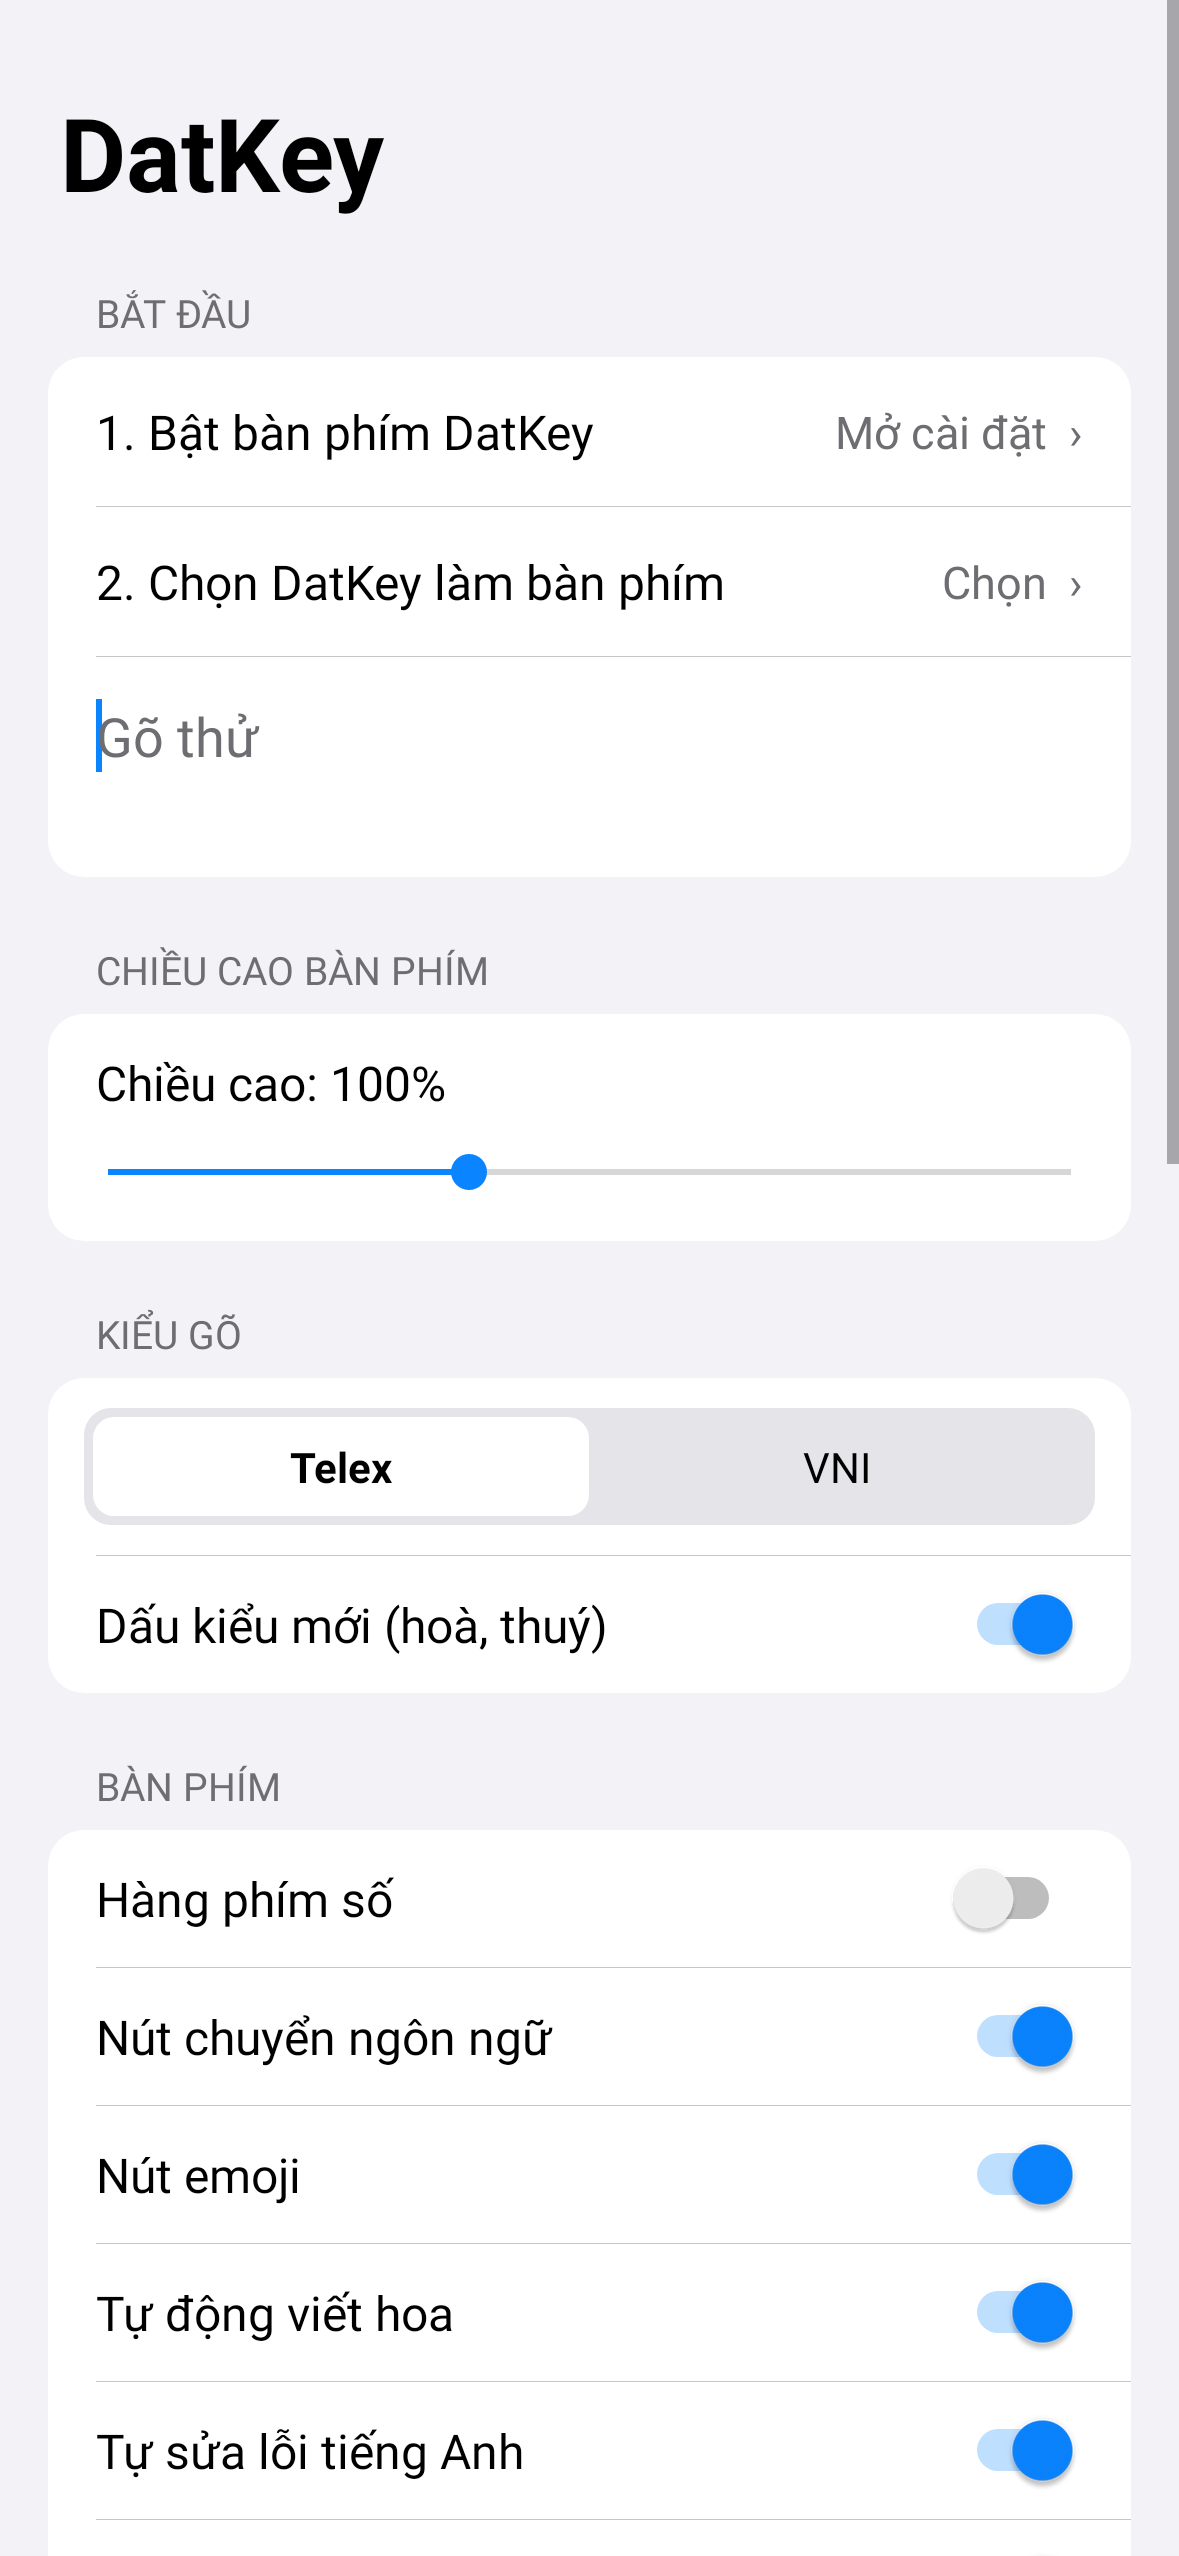 DatKey
BẮT ĐẦU
1. Bật bàn phím DatKey Mở cài đặt ›
2. Chọn DatKey làm bàn phím Chọn ›
Gõ thử
CHIỀU CAO BÀN PHÍM
Chiều cao: 100%
KIỂU GÕ
Telex VNI
Dấu kiểu mới (hoà, thuý)
BÀN PHÍM
Hàng phím số
Nút chuyển ngôn ngữ
Nút emoji
Tự động viết hoa
Tự sửa lỗi tiếng Anh